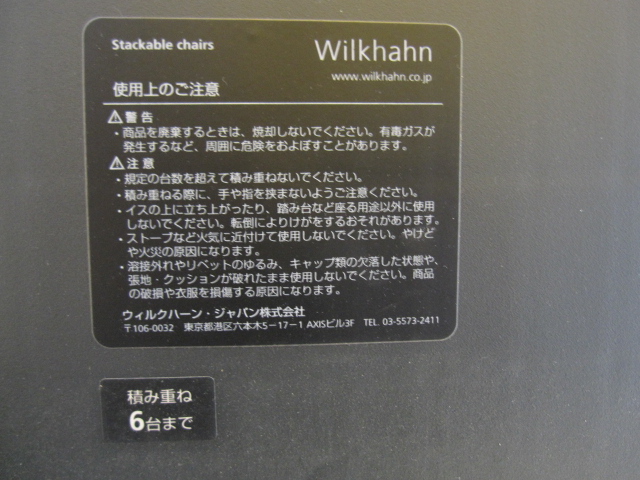 Stackable chairs
Wilkhahn
www.wilkhahn.co.jp
使用上のご注意
⚠警告
・商品を廃棄するときは、焼却しないでください。有毒ガスが
発生するなど、周囲に危険をおよぼすことがあります。
⚠注意
・規定の台数を超えて積み重ねないでください。
・積み重ねる際に、手や指を挟まないようご注意ください。
・イスの上に立ち上がったり、踏み台など座る用途以外に使用
しないでください。転倒によりけがをするおそれがあります。
・ストーブなど火気に近付けて使用しないでください。やけど
や火災の原因になります。
・溶接外れやリベットのゆるみ、キャップ類の欠落した状態や、
張地・クッションが破れたまま使用しないでください。商品
の破損や衣服を損傷する原因になります。
ウィルクハーン・ジャパン株式会社
〒106-0032 東京都港区六本木5-17-1 AXISビル3F TEL. 03-5573-2411
積み重ね
6台まで